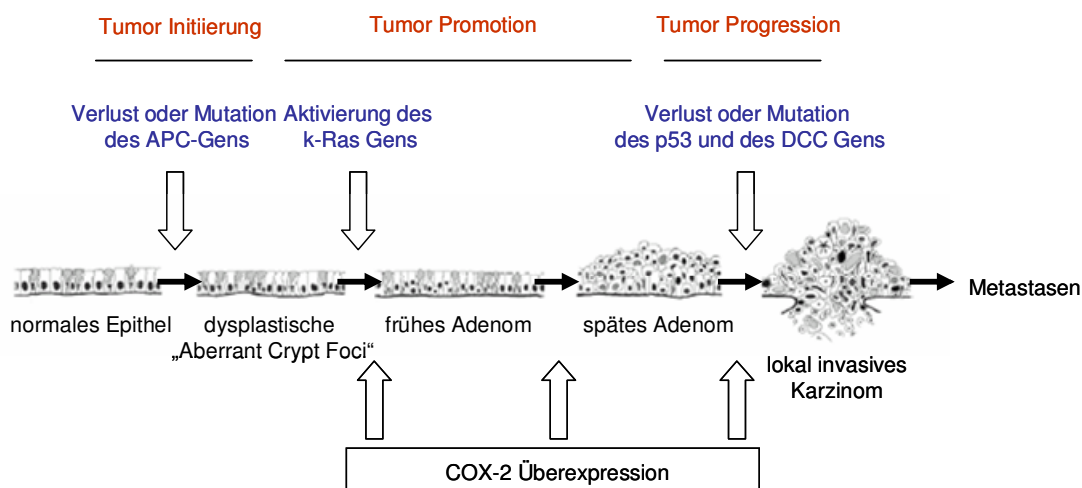 Tumor Initiierung
Tumor Promotion
Tumor Progression
Verlust oder Mutation
des APC-Gens
Aktivierung des
k-Ras Gens
Verlust oder Mutation
des p53 und des DCC Gens
normales Epithel
dysplastische
„Aberrant Crypt Foci“
frühes Adenom
spätes Adenom
lokal invasives
Karzinom
Metastasen
COX-2 Überexpression